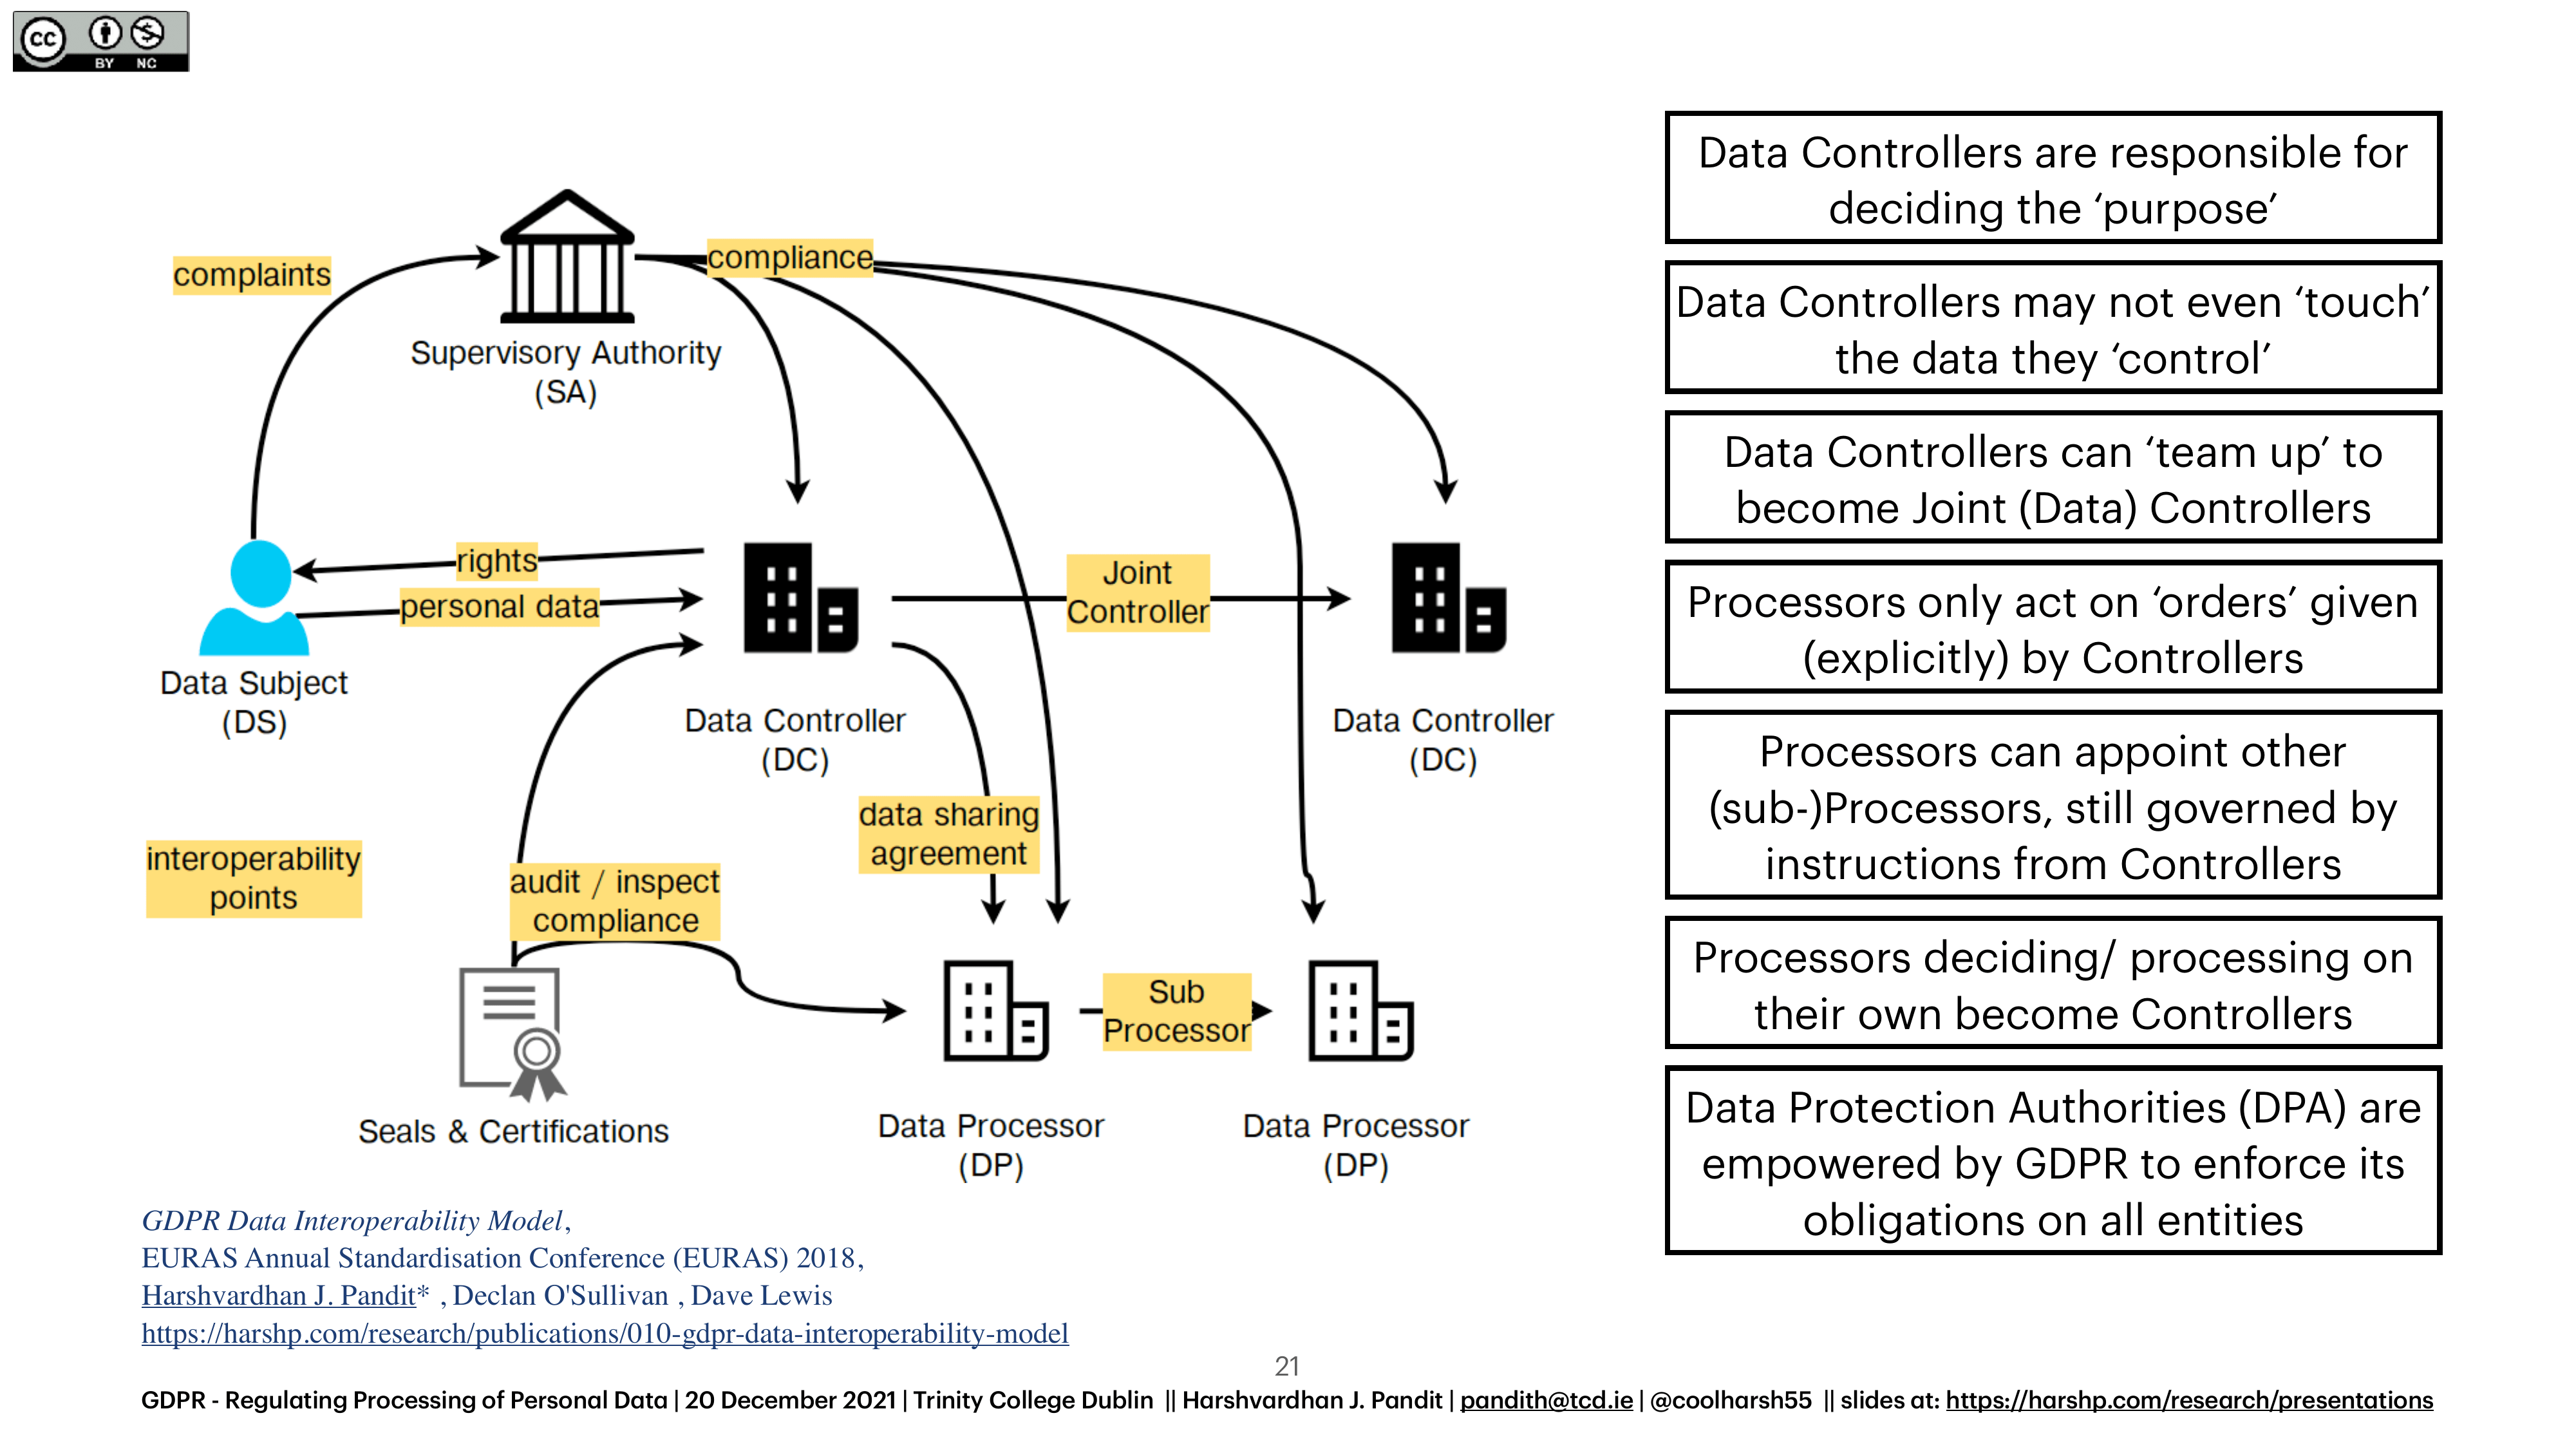 cc
BY NC
complaints
compliance
Supervisory Authority
(SA)
rights
personal data
Data Subject
(DS)
Joint
Controller
Data Controller
(DC)
Data Controller
(DC)
data sharing
agreement
interoperability
points
audit / inspect
compliance
Sub
Processor
Seals & Certifications
Data Processor
(DP)
Data Processor
(DP)
Data Controllers are responsible for
deciding the ‘purpose’
Data Controllers may not even ‘touch’
the data they ‘control’
Data Controllers can ‘team up’ to
become Joint (Data) Controllers
Processors only act on ‘orders’ given
(explicitly) by Controllers
Processors can appoint other
(sub-)Processors, still governed by
instructions from Controllers
Processors deciding/ processing on
their own become Controllers
Data Protection Authorities (DPA) are
empowered by GDPR to enforce its
obligations on all entities
GDPR Data Interoperability Model,
EURAS Annual Standardisation Conference (EURAS) 2018,
Harshvardhan J. Pandit* , Declan O'Sullivan , Dave Lewis
https://harshp.com/research/publications/010-gdpr-data-interoperability-model
21
GDPR - Regulating Processing of Personal Data | 20 December 2021 | Trinity College Dublin || Harshvardhan J. Pandit | pandith@tcd.ie | @coolharsh55 || slides at: https://harshp.com/research/presentations